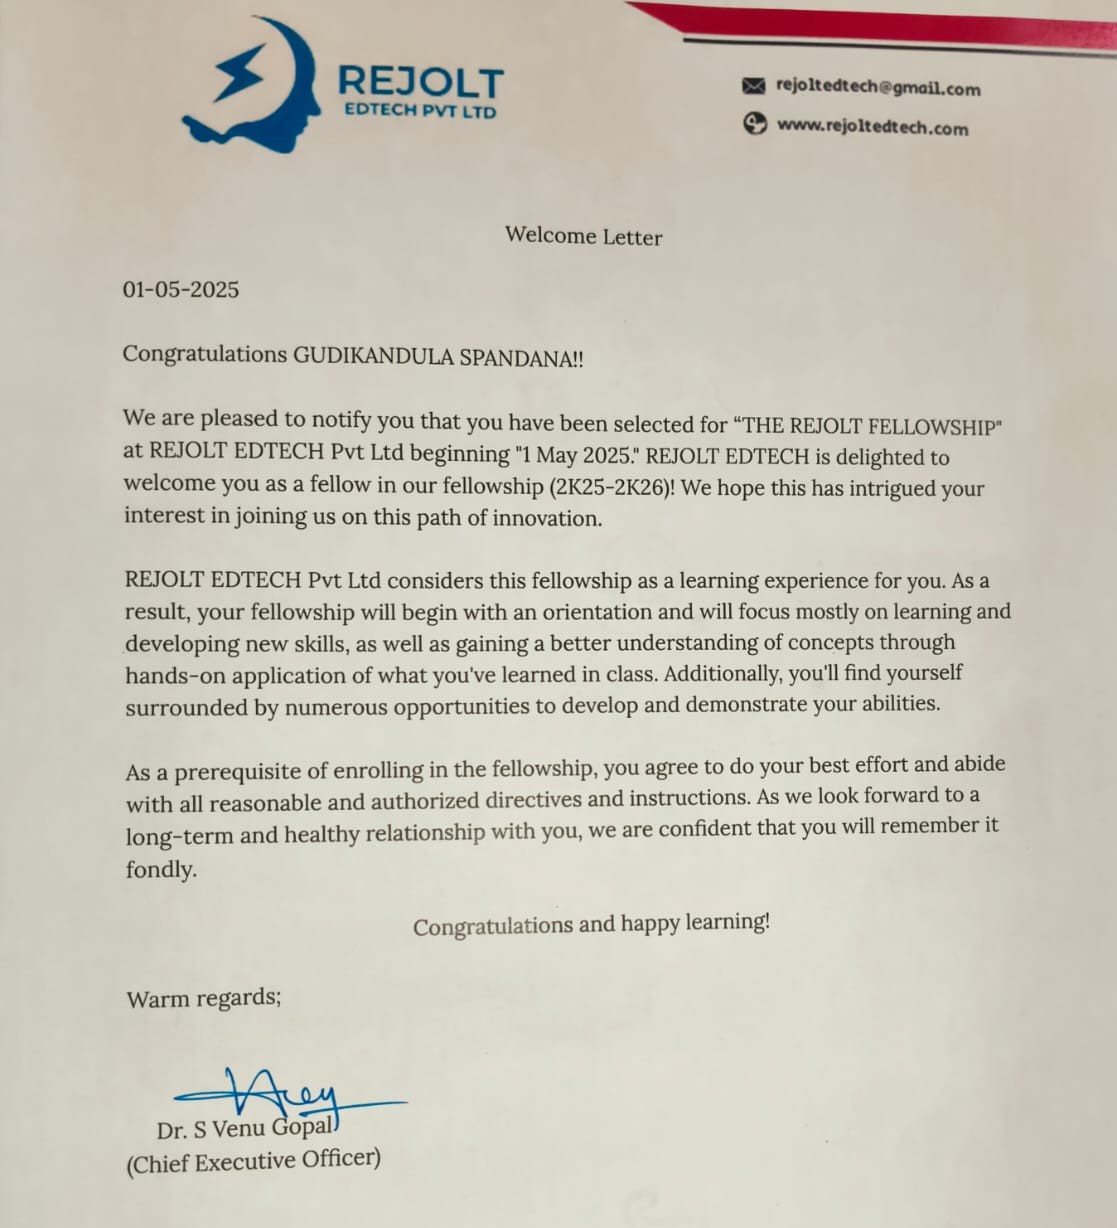 REJOLT
EDTECH PVT LTD
rejoltedtech@gmail.com
www.rejoltedtech.com
Welcome Letter
01-05-2025
Congratulations GUDIKANDULA SPANDANA!!
We are pleased to notify you that you have been selected for “THE REJOLT FELLOWSHIP"
at REJOLT EDTECH Pvt Ltd beginning "1 May 2025." REJOLT EDTECH is delighted to
welcome you as a fellow in our fellowship (2K25-2K26)! We hope this has intrigued your
interest in joining us on this path of innovation.
REJOLT EDTECH Pvt Ltd considers this fellowship as a learning experience for you. As a
result, your fellowship will begin with an orientation and will focus mostly on learning and
developing new skills, as well as gaining a better understanding of concepts through
hands-on application of what you've learned in class. Additionally, you'll find yourself
surrounded by numerous opportunities to develop and demonstrate your abilities.
As a prerequisite of enrolling in the fellowship, you agree to do your best effort and abide
with all reasonable and authorized directives and instructions. As we look forward to a
long-term and healthy relationship with you, we are confident that you will remember it
fondly.
Congratulations and happy learning!
Warm regards;
Dr. S Venu Gopal
(Chief Executive Officer)